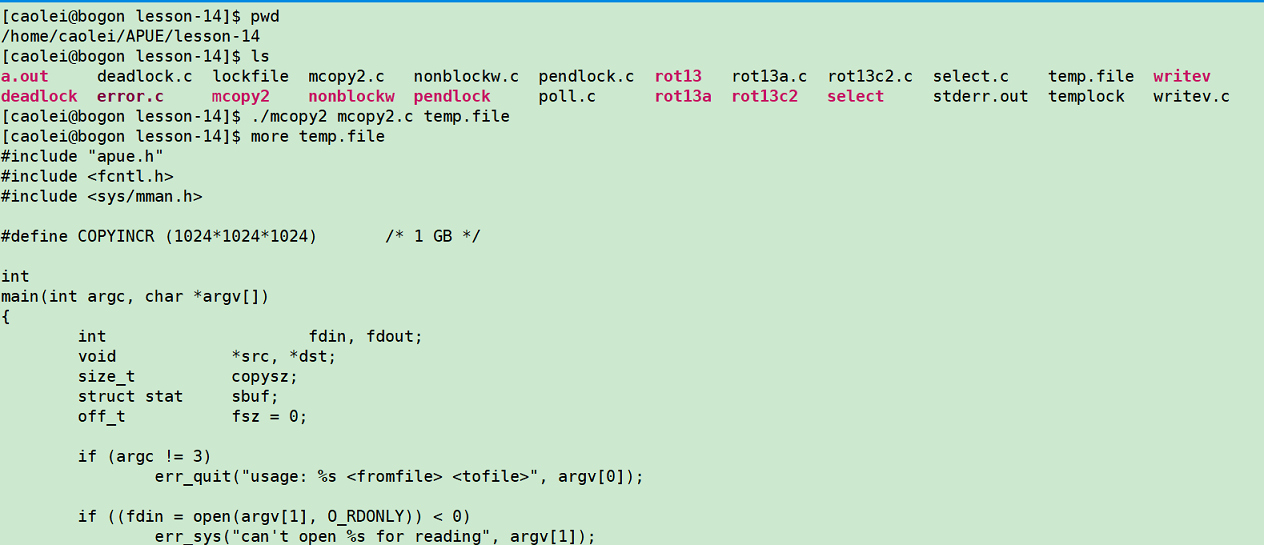 [caolei@bogon lesson-14]$ pwd
/home/caolei/APUE/lesson-14
[caolei@bogon lesson-14]$ ls
a.out     deadlock.c  lockfile  mcopy2.c   nonblockw.c  pendlock.c  rot13   rot13a.c  rot13c2.c  select.c    temp.file  writev
deadlock  error.c     mcopy2    nonblockw  pendlock     poll.c      rot13a  rot13c2   select     stderr.out  templock   writev.c
[caolei@bogon lesson-14]$ ./mcopy2 mcopy2.c temp.file
[caolei@bogon lesson-14]$ more temp.file
#include "apue.h"
#include <fcntl.h>
#include <sys/mman.h>

#define COPYINCR (1024*1024*1024)       /* 1 GB */

int
main(int argc, char *argv[])
{
        int                     fdin, fdout;
        void            *src, *dst;
        size_t          copysz;
        struct stat     sbuf;
        off_t           fsz = 0;

        if (argc != 3)
                err_quit("usage: %s <fromfile> <tofile>", argv[0]);

        if ((fdin = open(argv[1], O_RDONLY)) < 0)
                err_sys("can't open %s for reading", argv[1]);